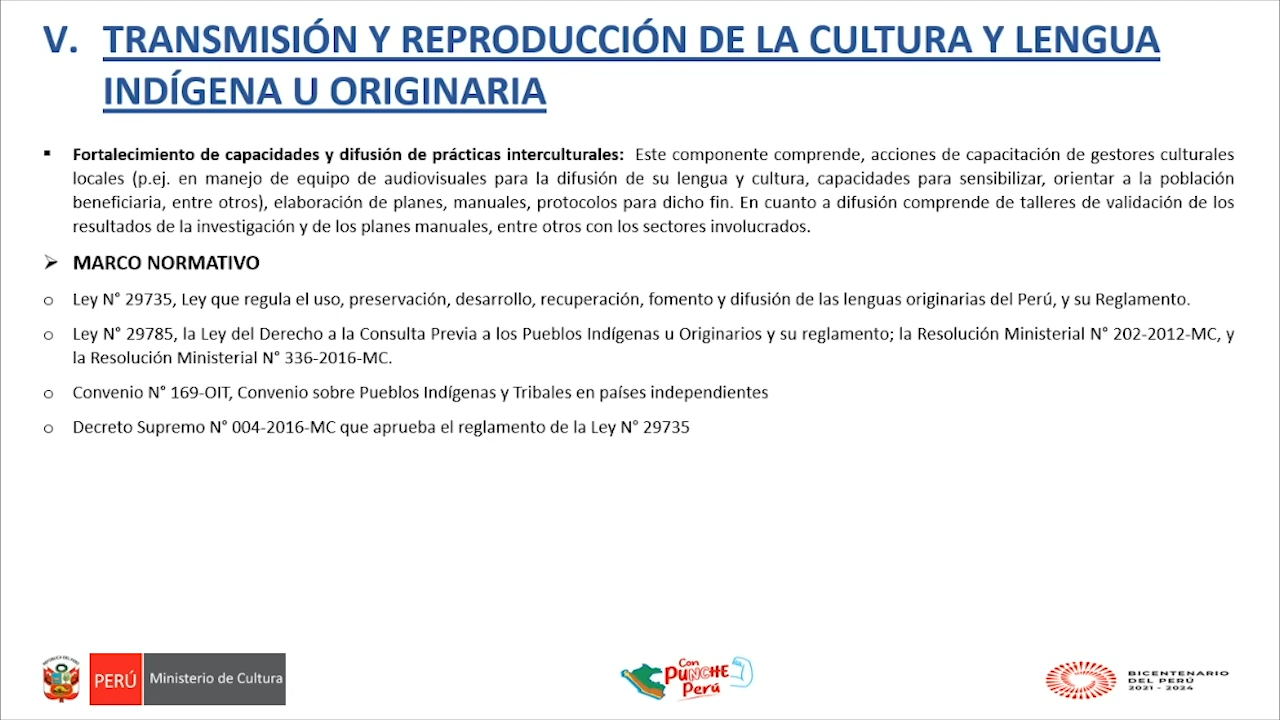 V. TRANSMISIÓN Y REPRODUCCIÓN DE LA CULTURA Y LENGUA
INDÍGENA U ORIGINARIA
▪ Fortalecimiento de capacidades y difusión de prácticas interculturales: Este componente comprende, acciones de capacitación de gestores culturales
locales (p.ej. en manejo de equipo de audiovisuales para la difusión de su lengua y cultura, capacidades para sensibilizar, orientar a la población
beneficiaria, entre otros), elaboración de planes, manuales, protocolos para dicho fin. En cuanto a difusión comprende de talleres de validación de los
resultados de la investigación y de los planes manuales, entre otros con los sectores involucrados.
➢ MARCO NORMATIVO
o Ley N° 29735, Ley que regula el uso, preservación, desarrollo, recuperación, fomento y difusión de las lenguas originarias del Perú, y su Reglamento.
o Ley N° 29785, la Ley del Derecho a la Consulta Previa a los Pueblos Indígenas u Originarios y su reglamento; la Resolución Ministerial N° 202-2012-MC, y
la Resolución Ministerial N° 336-2016-MC.
o Convenio N° 169-OIT, Convenio sobre Pueblos Indígenas y Tribales en países independientes
o Decreto Supremo N° 004-2016-MC que aprueba el reglamento de la Ley N° 29735
PERÚ Ministerio de Cultura
Con
PUNCHE
Perú
BICENTENARIO
DEL PERÚ
2021 - 2024